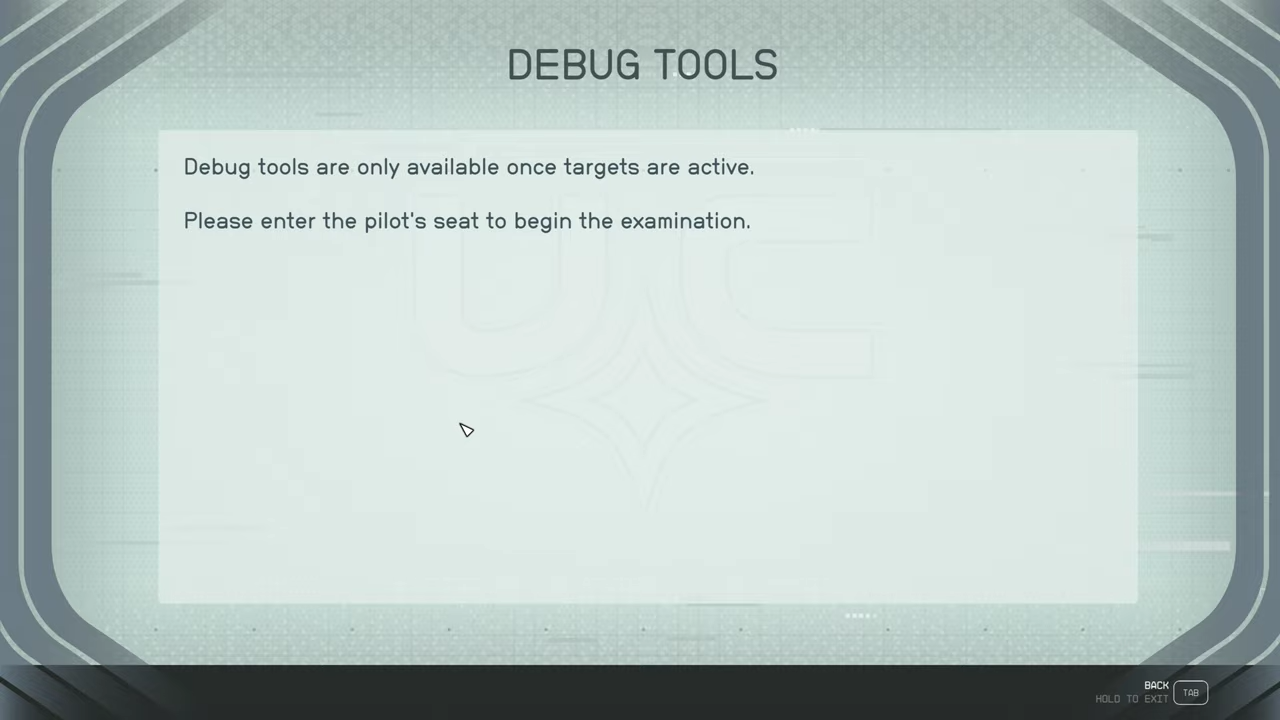 DEBUG TOOLS
Debug tools are only available once targets are active.
Please enter the pilot's seat to begin the examination.
UC
BACK
HOLD TO EXIT
TAB